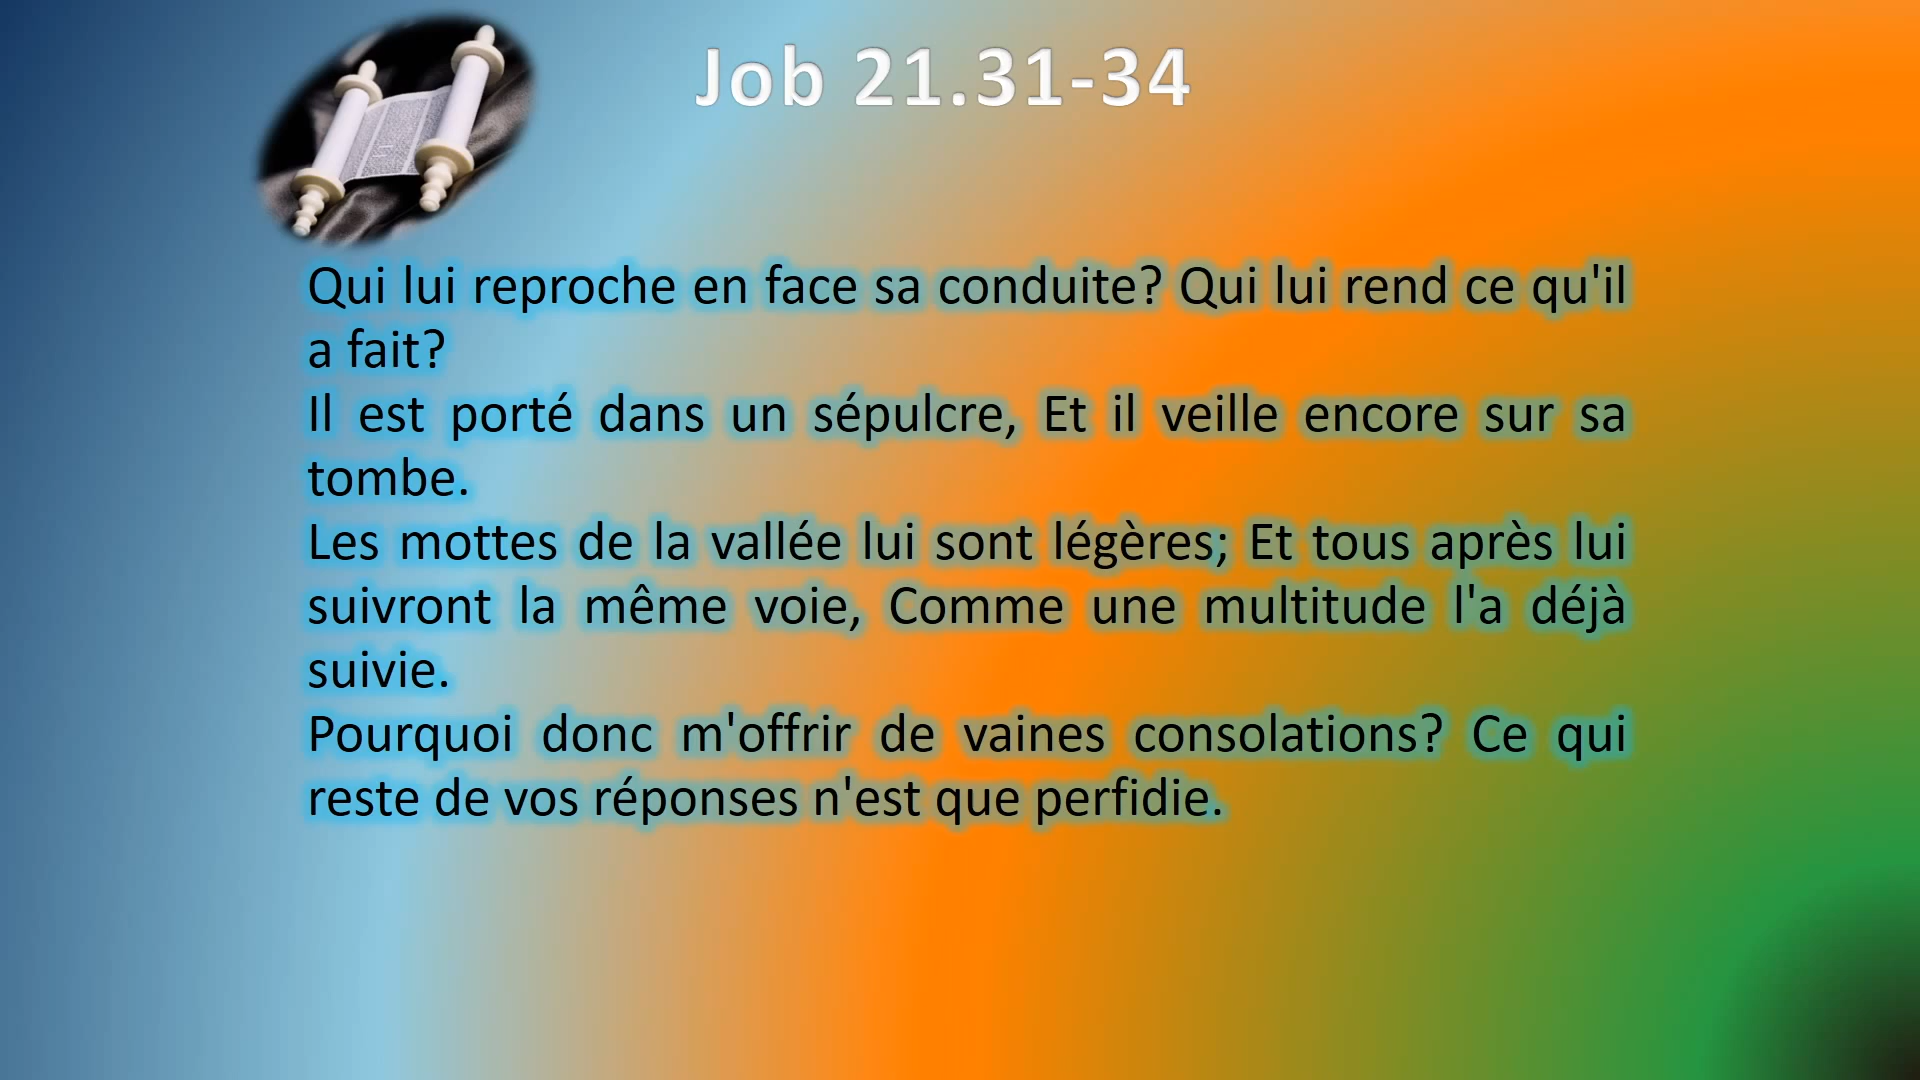 Job 21.31-34
Qui lui reproche en face sa conduite? Qui lui rend ce qu'il
a fait?
Il est porté dans un sépulcre, Et il veille encore sur sa
tombe.
Les mottes de la vallée lui sont légères; Et tous après lui
suivront la même voie, Comme une multitude l'a déjà
suivie.
Pourquoi donc m'offrir de vaines consolations? Ce qui
reste de vos réponses n'est que perfidie.